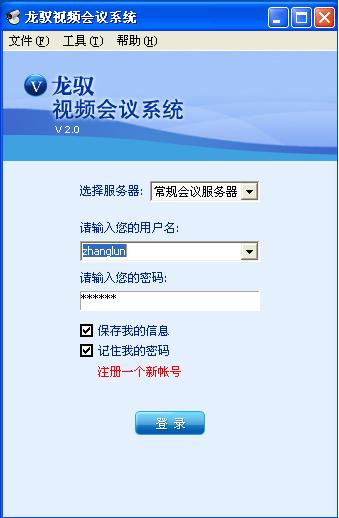 龙驭视频会议系统
文件(F) 工具(T) 帮助(H)
V 龙驭
视频会议系统
V 2.0
选择服务器: 常规会议服务器
请输入您的用户名:
zhanglun
请输入您的密码:
******
保存我的信息
记住我的密码
注册一个新帐号
登 录